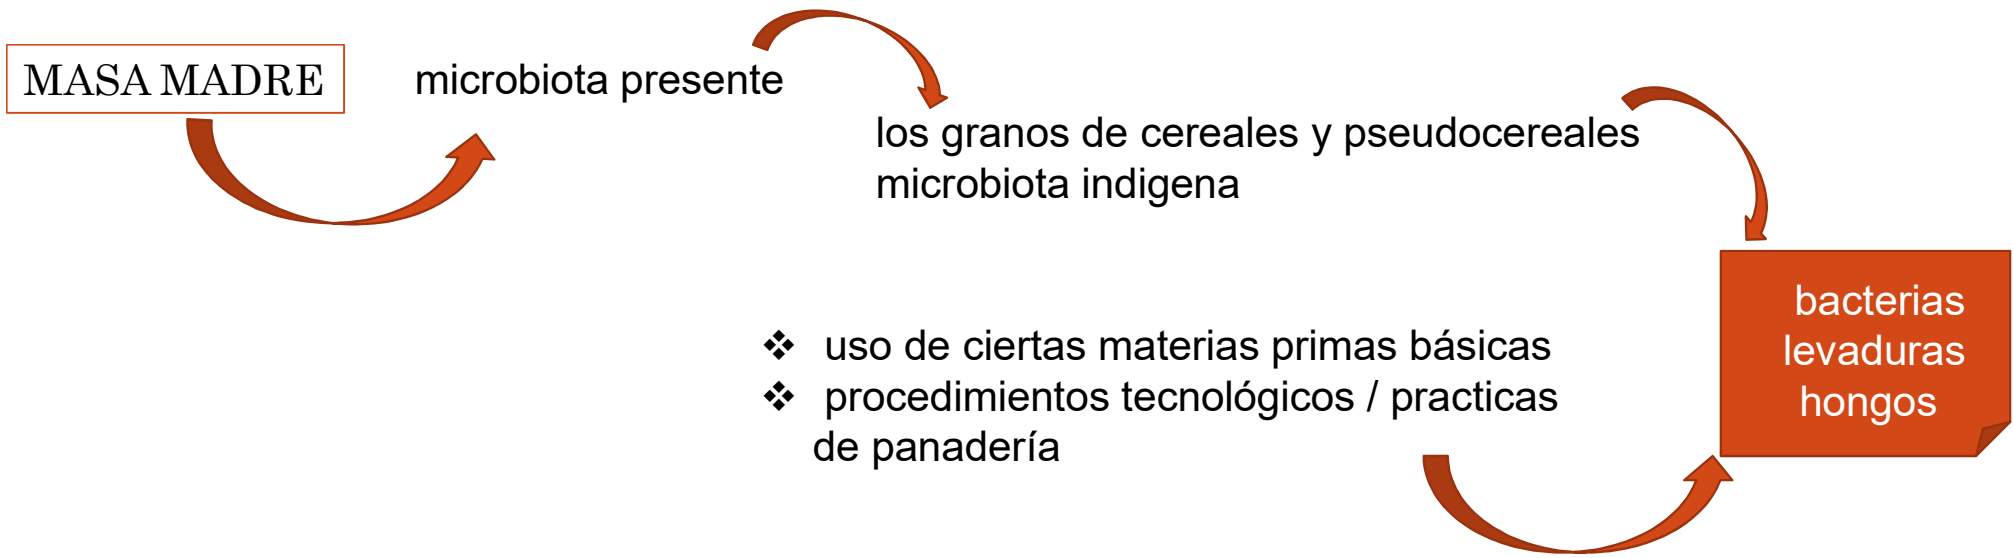 MASA MADRE
microbiota presente
los granos de cereales y pseudocereales
microbiota indigena
❖ uso de ciertas materias primas básicas
❖ procedimientos tecnológicos / practicas
de panadería
bacterias
levaduras
hongos